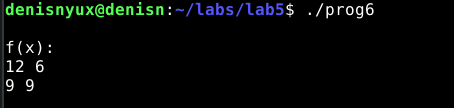 denisnyux@denisn:~/labs/lab5$ ./prog6
f(x):
12 6
9 9